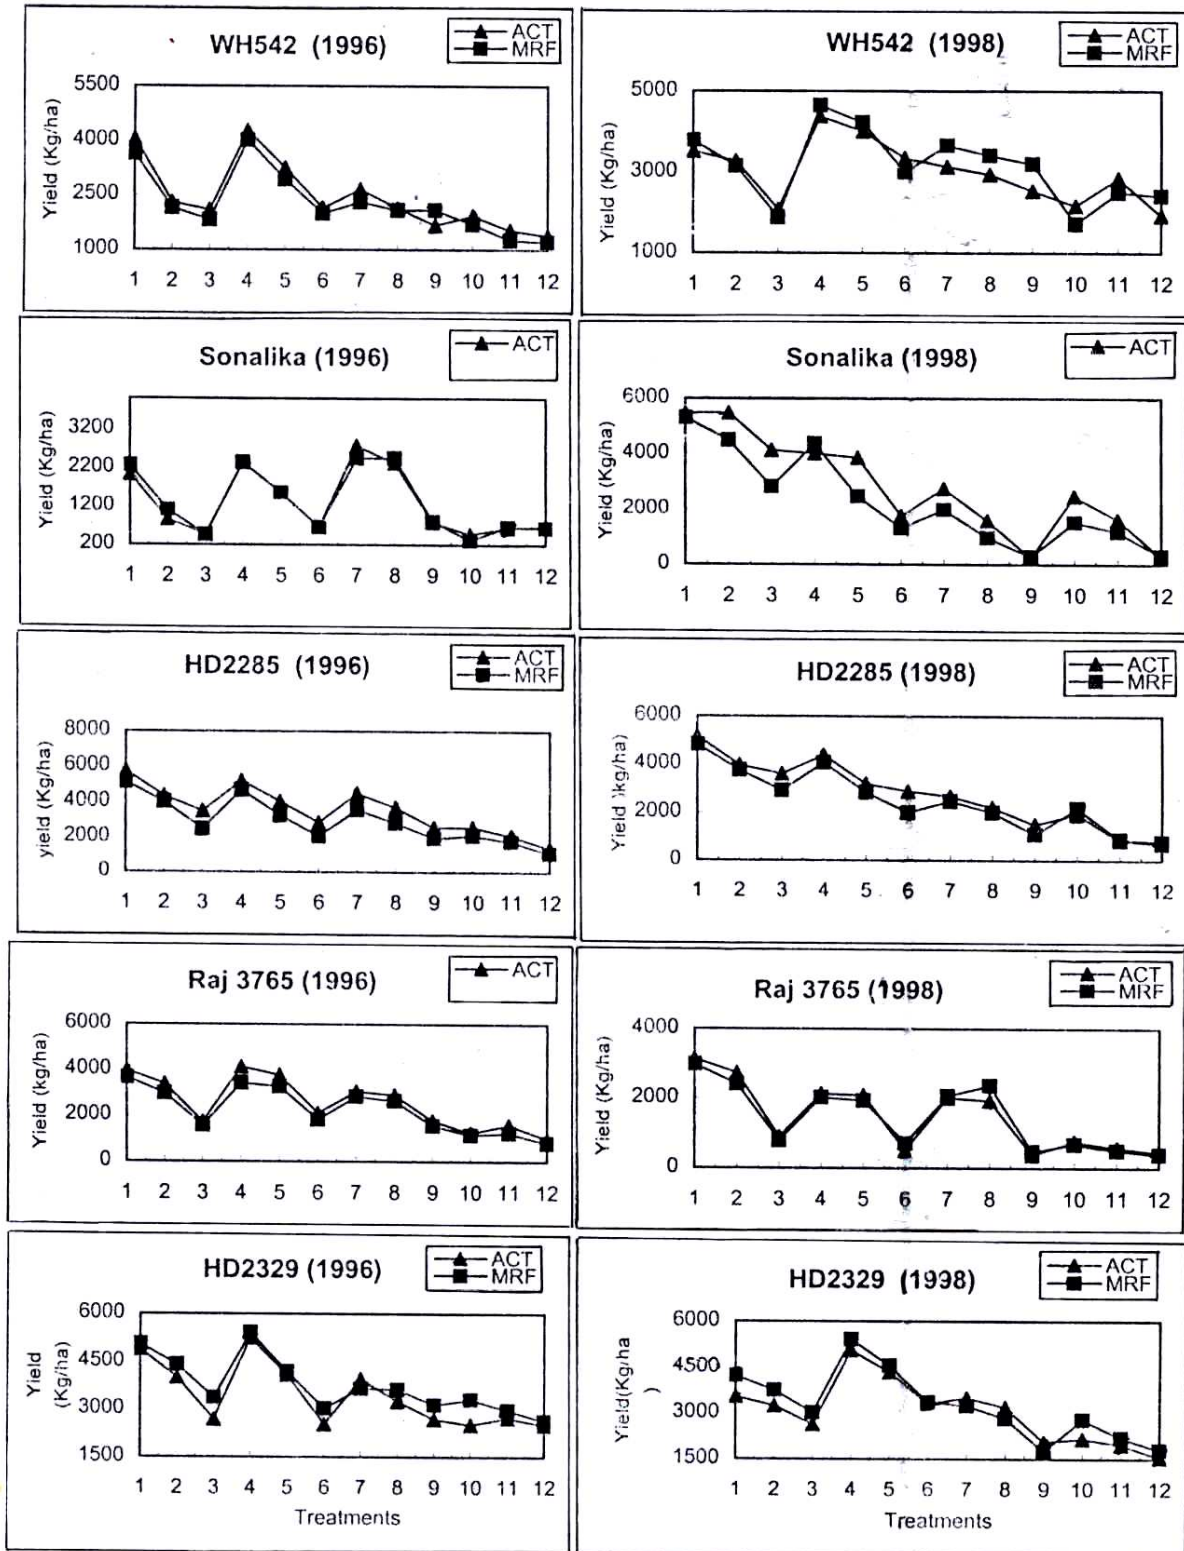 WH542 (1996)
ACT
MRF
Yield (Kg/ha)
5500
4000
2500
1000
1 2 3 4 5 6 7 8 9 10 11 12
WH542 (1998)
ACT
MRF
Yield (Kg/ha)
5000
3000
1000
1 2 3 4 5 6 7 8 9 10 11 12
Sonalika (1996)
ACT
Yield (Kg/ha)
3200
2200
1200
200
1 2 3 4 5 6 7 8 9 10 11 12
Sonalika (1998)
ACT
Yield (Kg/ha)
6000
4000
2000
0
1 2 3 4 5 6 7 8 9 10 11 12
HD2285 (1996)
ACT
MRF
yield (Kg/ha)
8000
6000
4000
2000
0
1 2 3 4 5 6 7 8 9 10 11 12
HD2285 (1998)
ACT
MRF
Yield )kg/ha)
6000
4000
2000
0
1 2 3 4 5 6 7 8 9 10 11 12
Raj 3765 (1996)
ACT
Yield (kg/ha)
6000
4000
2000
0
1 2 3 4 5 6 7 8 9 10 11 12
Raj 3765 (1998)
ACT
MRF
Yield (Kg/ha)
4000
2000
0
1 2 3 4 5 6 7 8 9 10 11 12
HD2329 (1996)
ACT
MRF
Yield
(Kg/ha)
6000
4500
3000
1500
1 2 3 4 5 6 7 8 9 10 11 12
Treatments
HD2329 (1998)
ACT
MRF
Yield(Kg/ha
)
6000
4500
3000
1500
1 2 3 4 5 6 7 8 9 10 11 12
Treatments